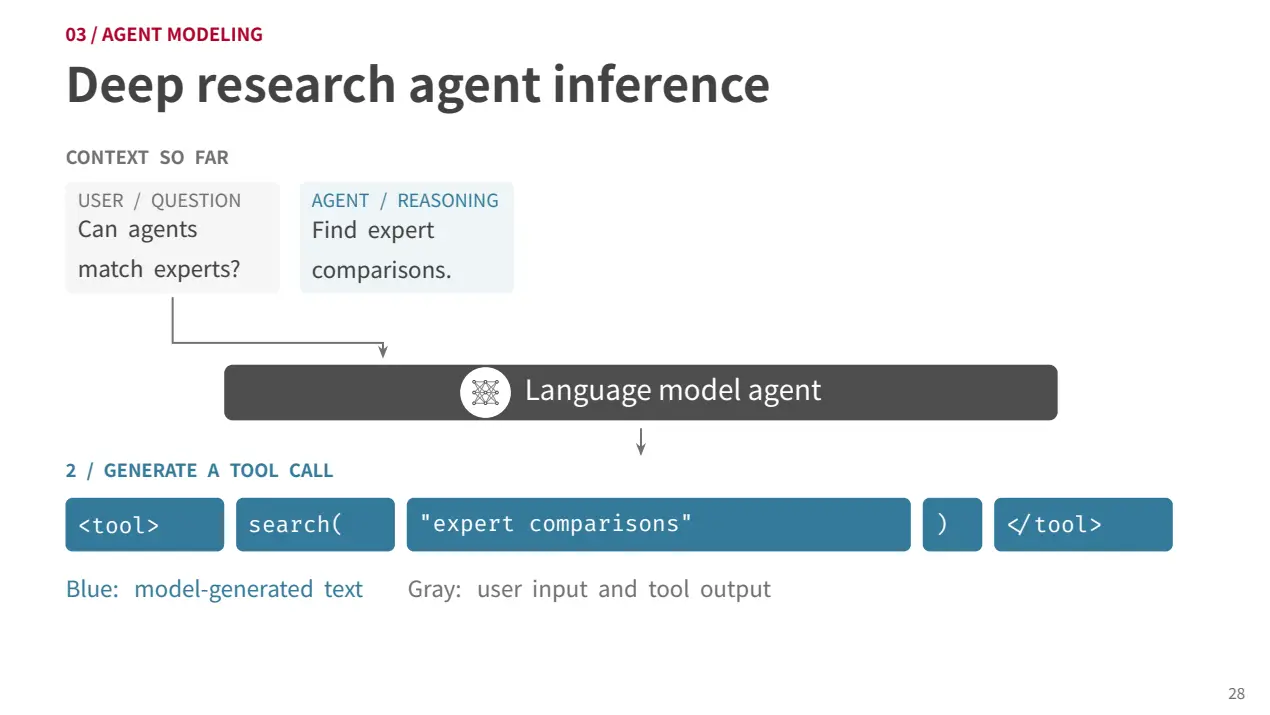 03 / AGENT MODELING
Deep research agent inference
CONTEXT SO FAR
USER / QUESTION
Can agents
match experts?
AGENT / REASONING
Find expert
comparisons.
Language model agent
2 / GENERATE A TOOL CALL
<tool> search( "expert comparisons" ) </tool>
Blue: model-generated text Gray: user input and tool output
28